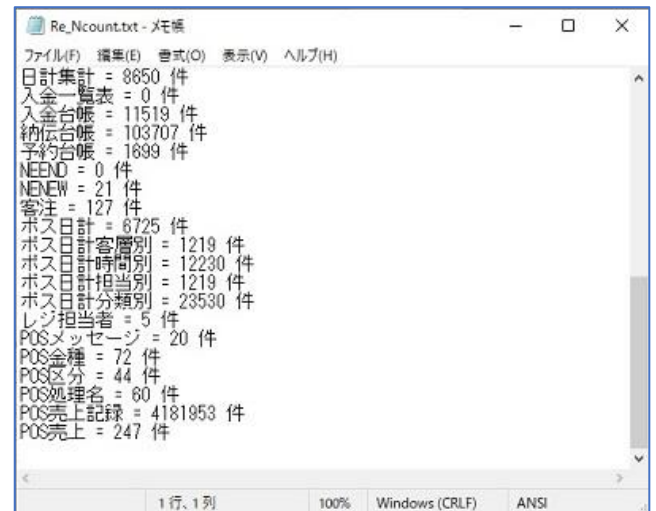 Re_Ncount.txt - メモ帳
ファイル(F) 編集(E) 書式(O) 表示(V) ヘルプ(H)
日計集計 = 8650 件
入金一覧表 = 0 件
入金台帳 = 11519 件
納伝台帳 = 103707 件
予約台帳 = 1699 件
NEEND = 0 件
NENEW = 21 件
客注 = 127 件
ポス日計 = 6725 件
ポス日計客層別 = 1219 件
ポス日計時間別 = 12230 件
ポス日計担当別 = 1219 件
ポス日計分類別 = 23530 件
レジ担当者 = 5 件
POSメッセージ = 20 件
POS金種 = 72 件
POS区分 = 44 件
POS処理名 = 60 件
POS売上記録 = 4181953 件
POS売上 = 247 件
1 行、1 列 100% Windows (CRLF) ANSI